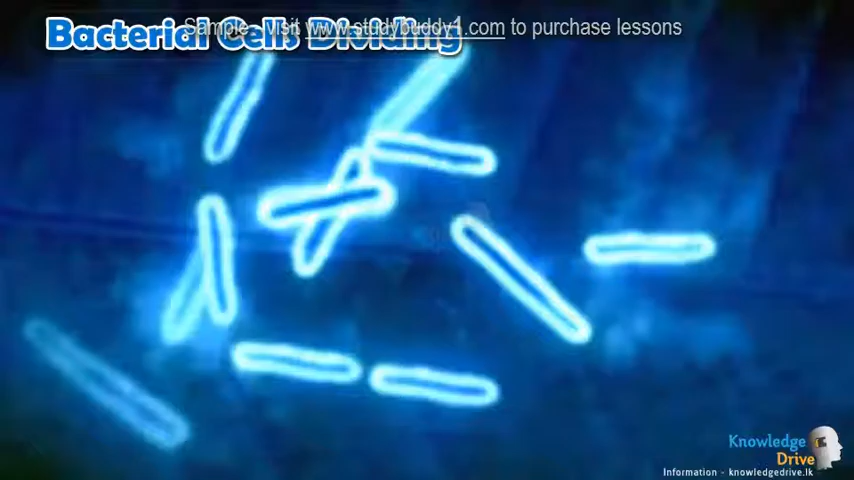 Sample, visit www.studybuddy1.com to purchase lessons
Bacterial Cells Dividing
Knowledge
Drive
Information - knowledgedrive.lk